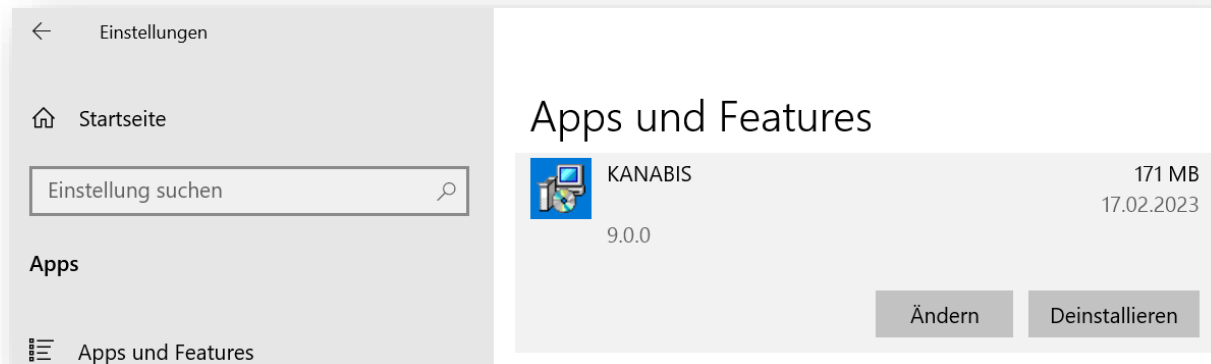 Einstellungen
Startseite
Einstellung suchen
Apps
Apps und Features
Apps und Features
KANABIS
171 MB
17.02.2023
9.0.0
Ändern
Deinstallieren